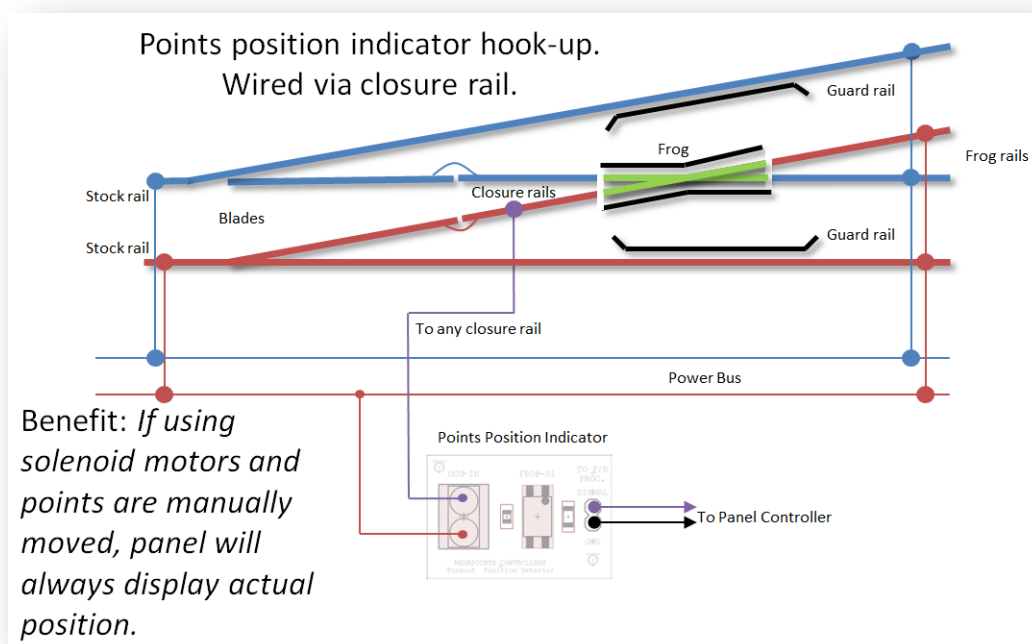 Points position indicator hook-up.
Wired via closure rail.
Guard rail
Frog
Frog rails
Stock rail
Closure rails
Blades
Stock rail
Guard rail
To any closure rail
Power Bus
Benefit: If using
solenoid motors and
points are manually
moved, panel will
always display actual
position.
Points Position Indicator
DCC IN
FB02-01
TO F/B
PROC.
SIGNAL
To Panel Controller
GND
MEGAPOINTS CONTROLLERS
Turnout Position Detector